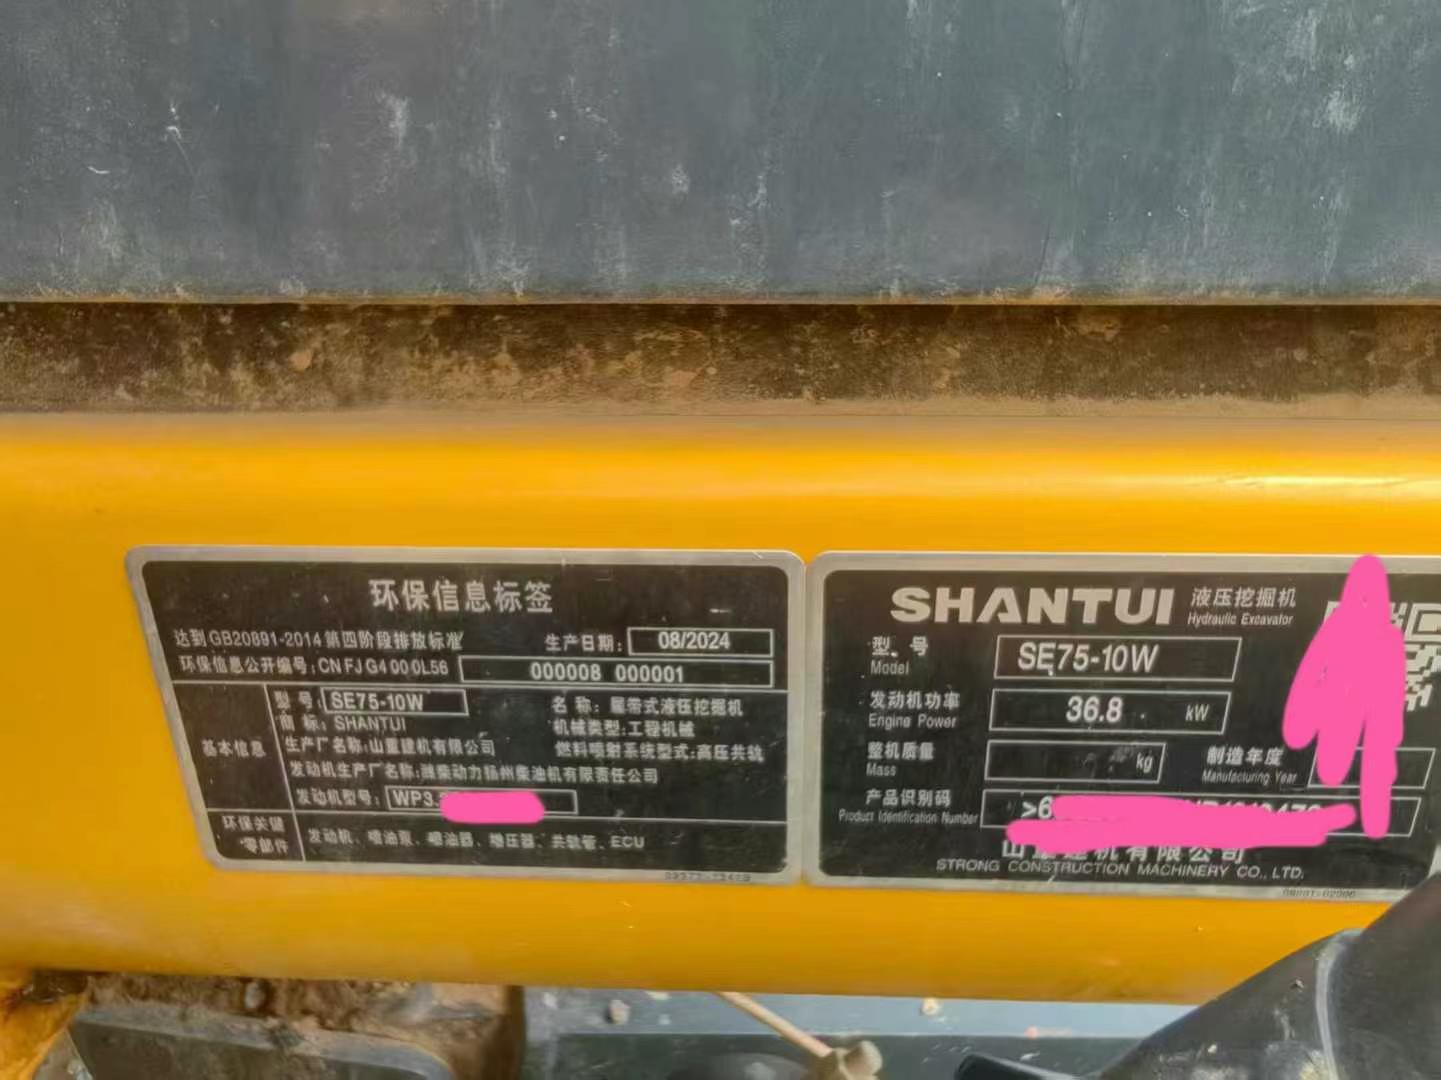 环保信息标签
达到GB20891-2014第四阶段排放标准 生产日期: 08/2024
环保信息公开编号: CN FJ G4 00 0L56 000008 000001
基本信息
型 号: SE75-10W 名 称: 履带式液压挖掘机
商 标: SHANTUI 机械类型: 工程机械
生产厂名称: 山重建机有限公司 燃料喷射系统型式: 高压共轨
发动机生产厂名称: 潍柴动力扬州柴油机有限责任公司
发动机型号: WP3.
环保关键零部件
发动机、喷油泵、喷油器、增压器、共轨管、ECU
SHANTUI 液压挖掘机
Hydraulic Excavator
型 号 SE75-10W
Model
发动机功率 36.8 kW
Engine Power
整机质量 kg 制造年度
Mass Manufacturing Year
产品识别码 >6
Product Identification Number
山重建机有限公司
STRONG CONSTRUCTION MACHINERY CO., LTD.